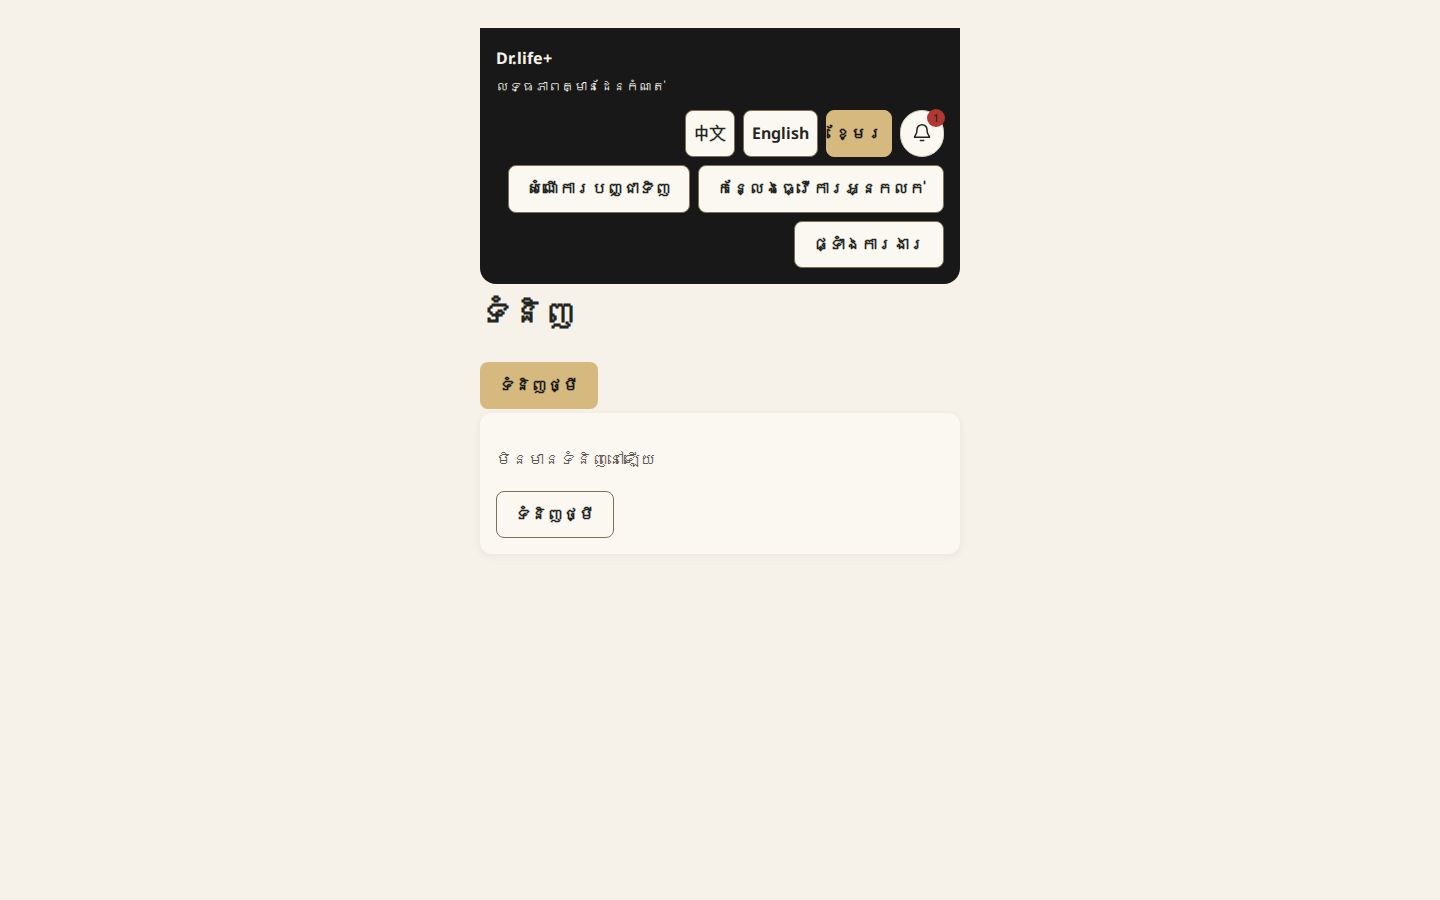 Dr.life+
លទ្ធភាពគ្មានដែនកំណត់
中文 English ខ្មែរ 1
សំណើការបញ្ជាទិញ កន្លែងធ្វើការអ្នកលក់
ផ្ទាំងការងារ
ទំនិញ
ទំនិញថ្មី
មិនមានទំនិញនៅឡើយ
ទំនិញថ្មី